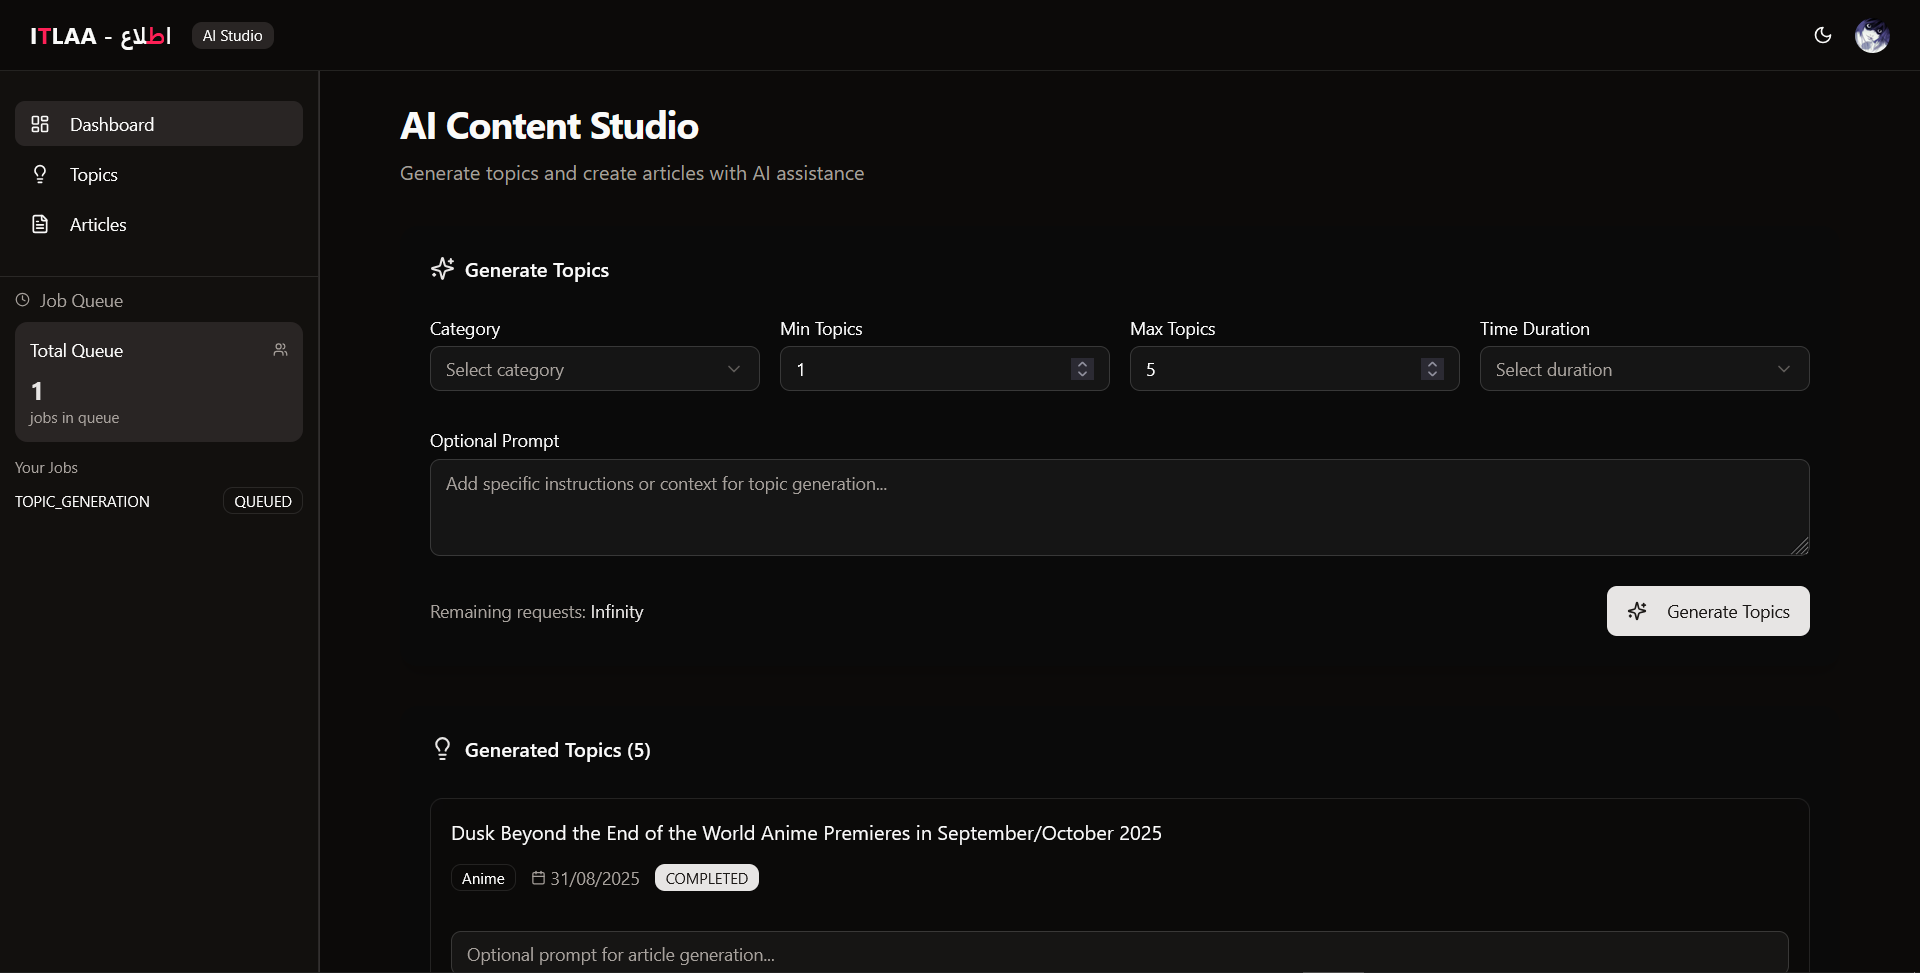 ITLAA - اطلاع
AI Studio
Dashboard
Topics
Articles
Job Queue
Total Queue
1
jobs in queue
Your Jobs
TOPIC_GENERATION
QUEUED
AI Content Studio
Generate topics and create articles with AI assistance
Generate Topics
Category
Min Topics
Max Topics
Time Duration
Select category
1
5
Select duration
Optional Prompt
Add specific instructions or context for topic generation...
Remaining requests: Infinity
Generate Topics
Generated Topics (5)
Dusk Beyond the End of the World Anime Premieres in September/October 2025
Anime
31/08/2025
COMPLETED
Optional prompt for article generation...